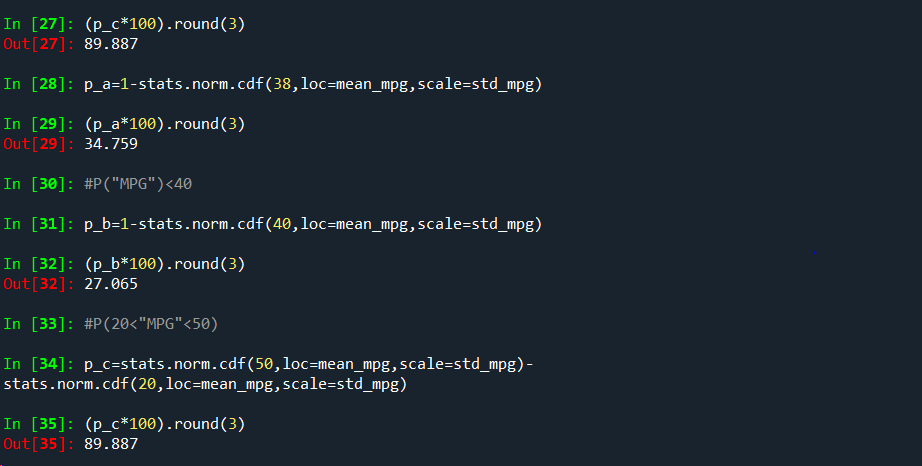 In [27]: (p_c*100).round(3)
Out[27]: 89.887
In [28]: p_a=1-stats.norm.cdf(38,loc=mean_mpg,scale=std_mpg)
In [29]: (p_a*100).round(3)
Out[29]: 34.759
In [30]: #P("MPG")<40
In [31]: p_b=1-stats.norm.cdf(40,loc=mean_mpg,scale=std_mpg)
In [32]: (p_b*100).round(3)
Out[32]: 27.065
In [33]: #P(20<"MPG"<50)
In [34]: p_c=stats.norm.cdf(50,loc=mean_mpg,scale=std_mpg)-
stats.norm.cdf(20,loc=mean_mpg,scale=std_mpg)
In [35]: (p_c*100).round(3)
Out[35]: 89.887